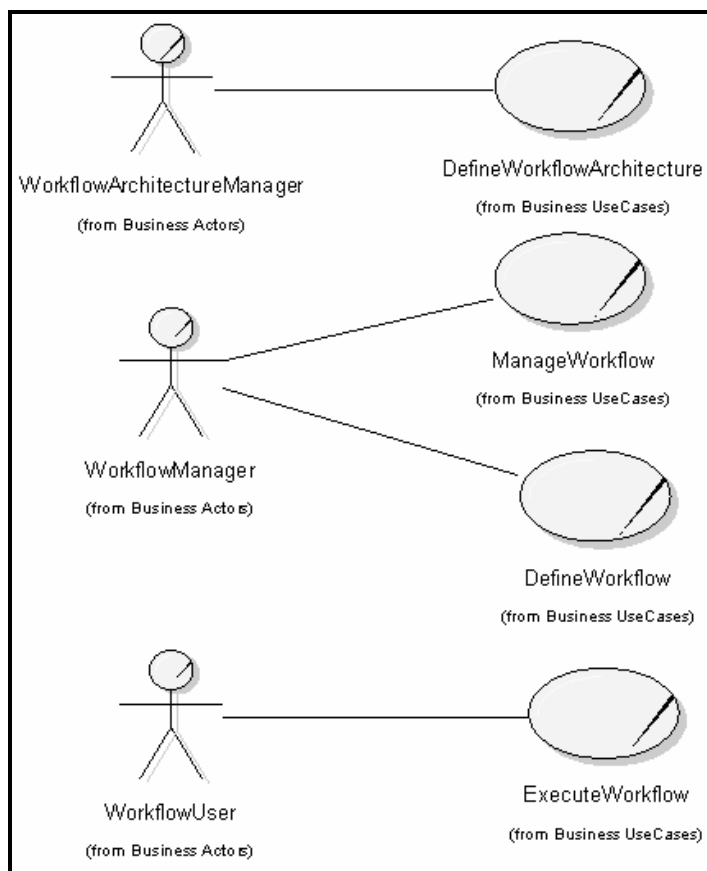 WorkflowArchitectureManager
(from Business Actors)
DefineWorkflowArchitecture
(from Business UseCases)
ManageWorkflow
(from Business UseCases)
WorkflowManager
(from Business Actors)
DefineWorkflow
(from Business UseCases)
WorkflowUser
(from Business Actors)
ExecuteWorkflow
(from Business UseCases)